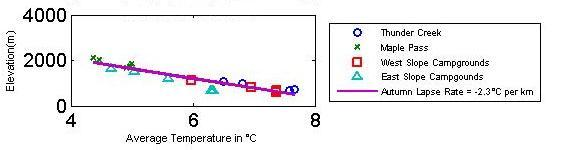 4000
2000
0
4
6
8
Elevation(m)
Average Temperature in °C
Thunder Creek
Maple Pass
West Slope Campgrounds
East Slope Campgrounds
Autumn Lapse Rate = -2.3°C per km